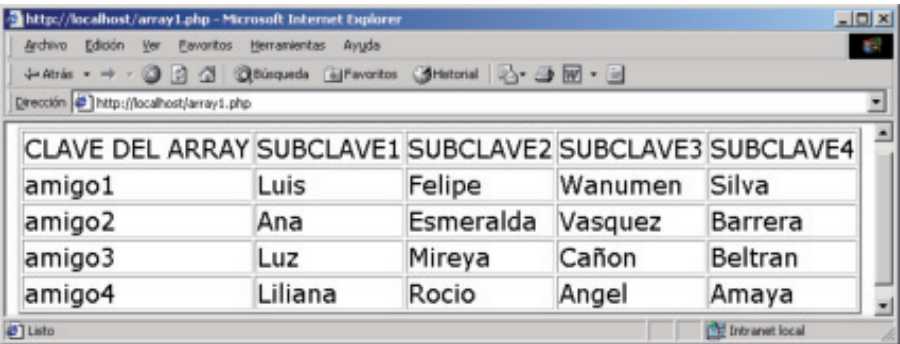 http://localhost/array1.php - Microsoft Internet Explorer
Archivo Edición Ver Favoritos Herramientas Ayuda
Atrás Búsqueda Favoritos Historial
Dirección http://localhost/array1.php
CLAVE DEL ARRAY SUBCLAVE1 SUBCLAVE2 SUBCLAVE3 SUBCLAVE4
amigo1 Luis Felipe Wanumen Silva
amigo2 Ana Esmeralda Vasquez Barrera
amigo3 Luz Mireya Cañon Beltran
amigo4 Liliana Rocio Angel Amaya
Listo Intranet local